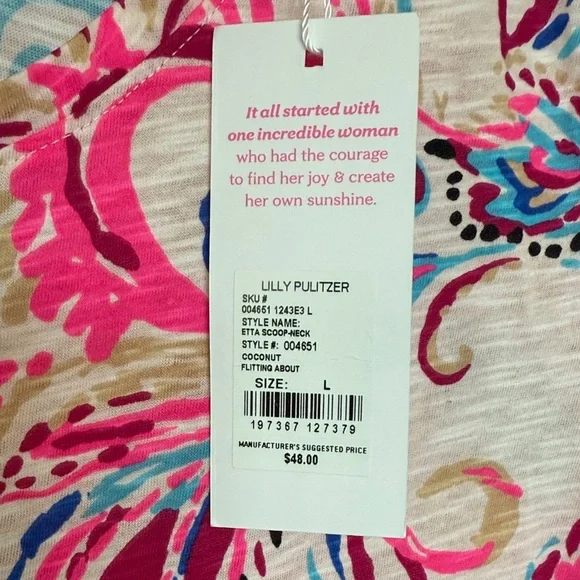 It all started with
one incredible woman
who had the courage
to find her joy & create
her own sunshine.
LILLY PULITZER
SKU #
004651 1243E3 L
STYLE NAME:
ETTA SCOOP-NECK
STYLE #: 004651
COCONUT
FLITTING ABOUT
SIZE: L
197367 127379
MANUFACTURER'S SUGGESTED PRICE
$48.00